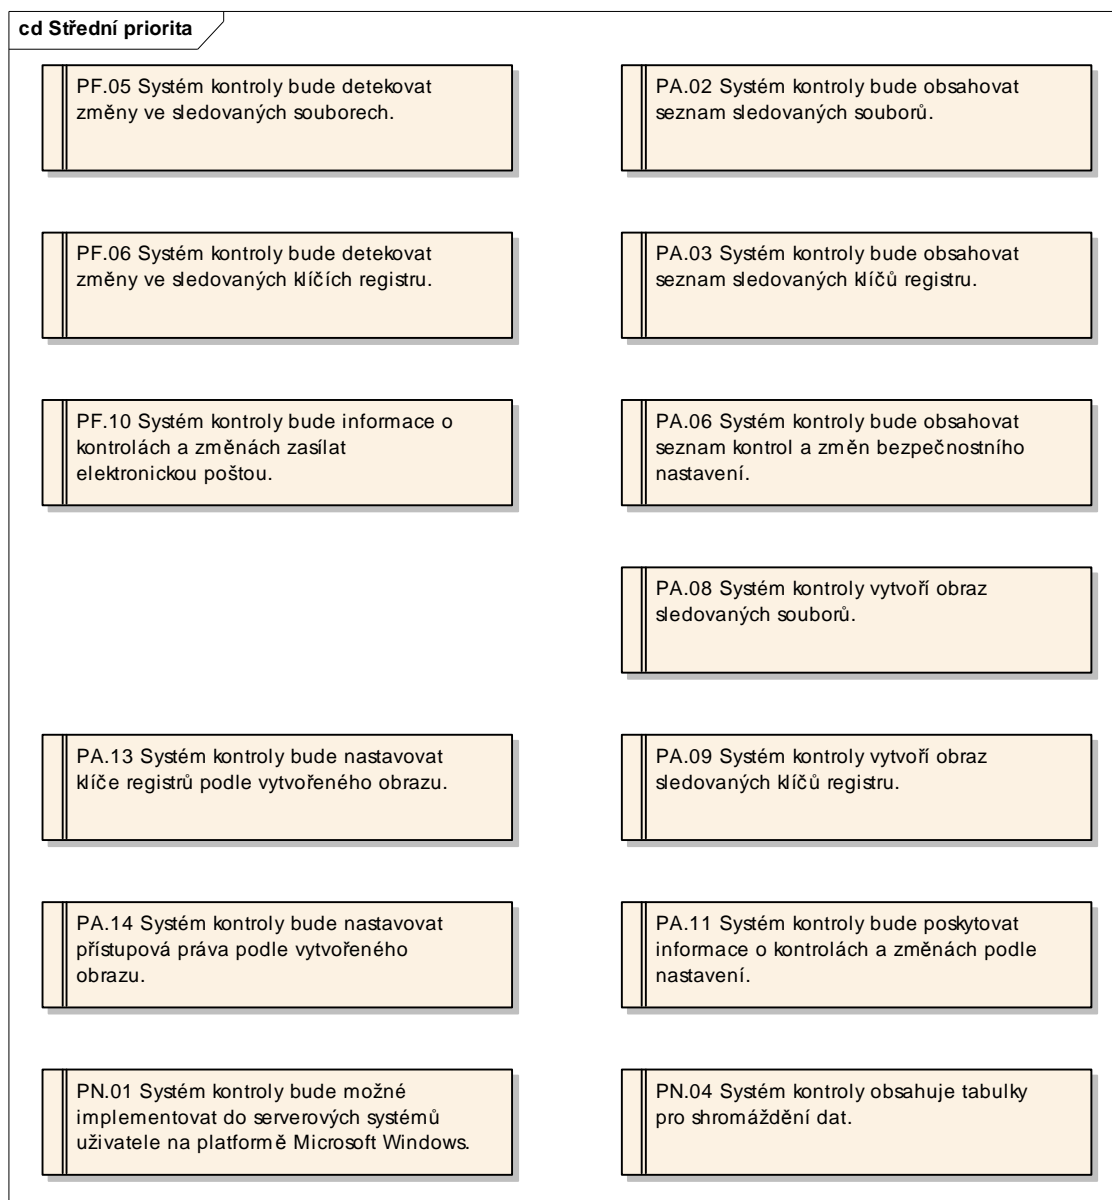 cd Střední priorita
PF.05 Systém kontroly bude detekovat
změny ve sledovaných souborech.
PA.02 Systém kontroly bude obsahovat
seznam sledovaných souborů.
PF.06 Systém kontroly bude detekovat
změny ve sledovaných klíčích registru.
PA.03 Systém kontroly bude obsahovat
seznam sledovaných klíčů registru.
PF.10 Systém kontroly bude informace o
kontrolách a změnách zasílat
elektronickou poštou.
PA.06 Systém kontroly bude obsahovat
seznam kontrol a změn bezpečnostního
nastavení.
PA.08 Systém kontroly vytvoří obraz
sledovaných souborů.
PA.13 Systém kontroly bude nastavovat
klíče registrů podle vytvořeného obrazu.
PA.09 Systém kontroly vytvoří obraz
sledovaných klíčů registru.
PA.14 Systém kontroly bude nastavovat
přístupová práva podle vytvořeného
obrazu.
PA.11 Systém kontroly bude poskytovat
informace o kontrolách a změnách podle
nastavení.
PN.01 Systém kontroly bude možné
implementovat do serverových systémů
uživatele na platformě Microsoft Windows.
PN.04 Systém kontroly obsahuje tabulky
pro shromáždění dat.